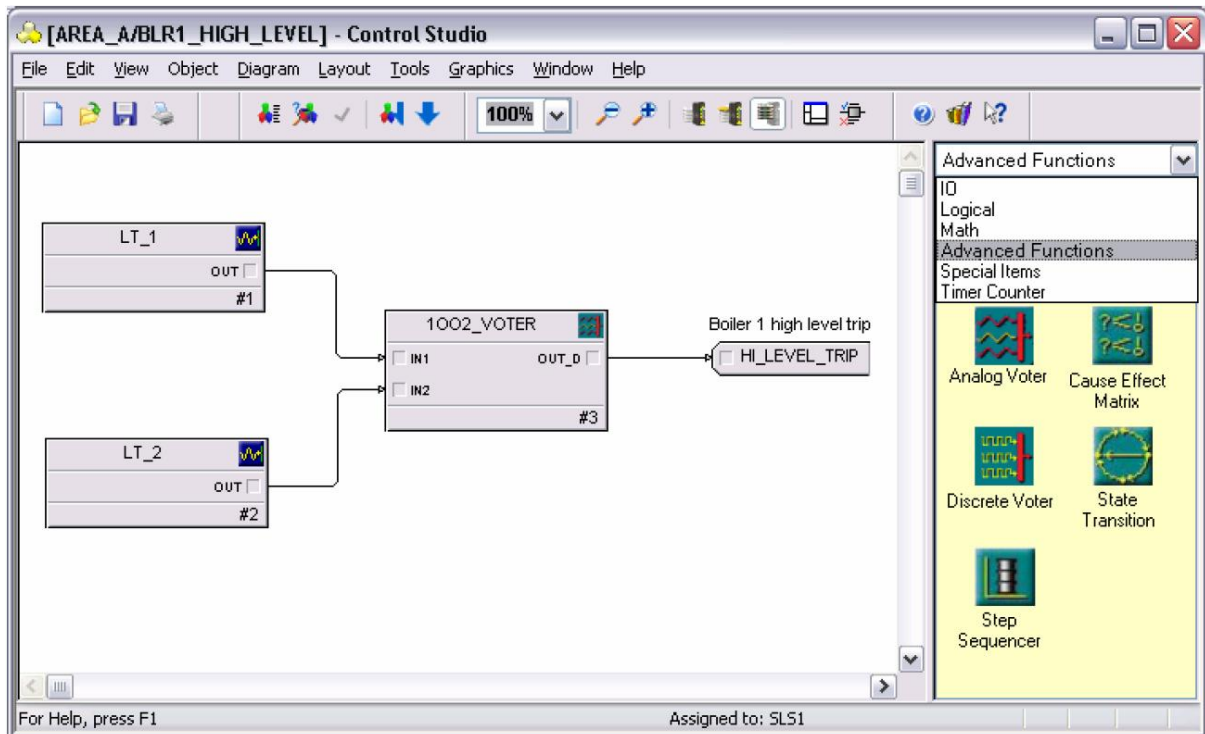 [AREA_A/BLR1_HIGH_LEVEL] - Control Studio
File Edit View Object Diagram Layout Tools Graphics Window Help
100%
Advanced Functions
IO
Logical
Math
Advanced Functions
Special Items
Timer Counter
LT_1
OUT
#1
1OO2_VOTER
IN1 OUT_D
IN2
#3
Boiler 1 high level trip
HI_LEVEL_TRIP
LT_2
OUT
#2
Analog Voter
Cause Effect
Matrix
Discrete Voter
State
Transition
Step
Sequencer
For Help, press F1
Assigned to: SLS1